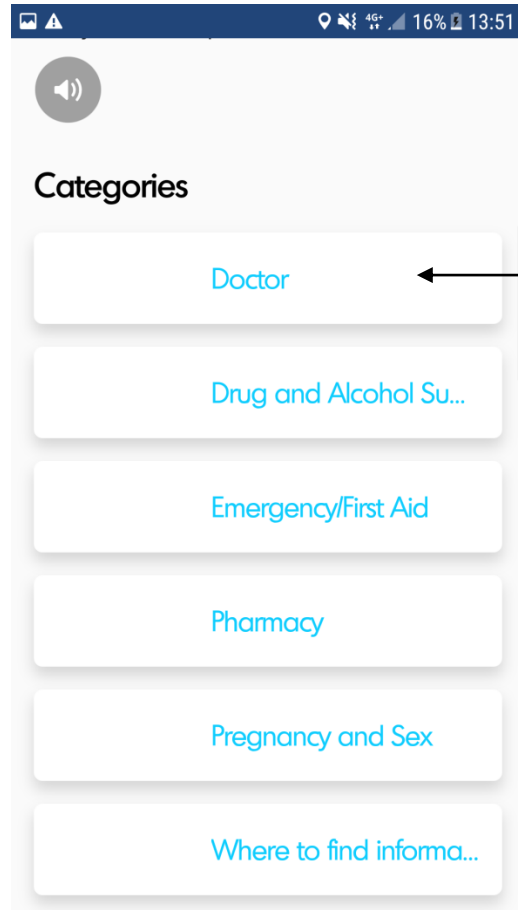 4G+ 16% 13:51
Categories
Doctor
Drug and Alcohol Su...
Emergency/First Aid
Pharmacy
Pregnancy and Sex
Where to find informa...